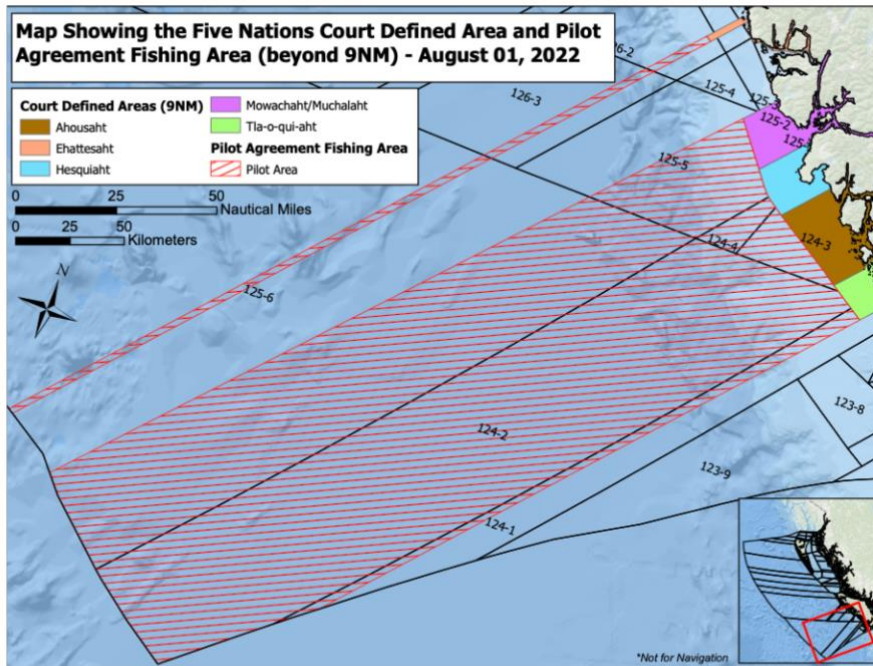 Map Showing the Five Nations Court Defined Area and Pilot
Agreement Fishing Area (beyond 9NM) - August 01, 2022
Court Defined Areas (9NM)
Ahousaht
Ehattesaht
Hesquiaht
Mowachaht/Muchalaht
Tla-o-qui-aht
Pilot Agreement Fishing Area
Pilot Area
0 25 50
Nautical Miles
0 25 50
Kilometers
N
126-2
126-3
125-4
125-3
125-2
125-5
124-4
124-3
125-6
124-2
123-8
123-9
124-1
*Not for Navigation